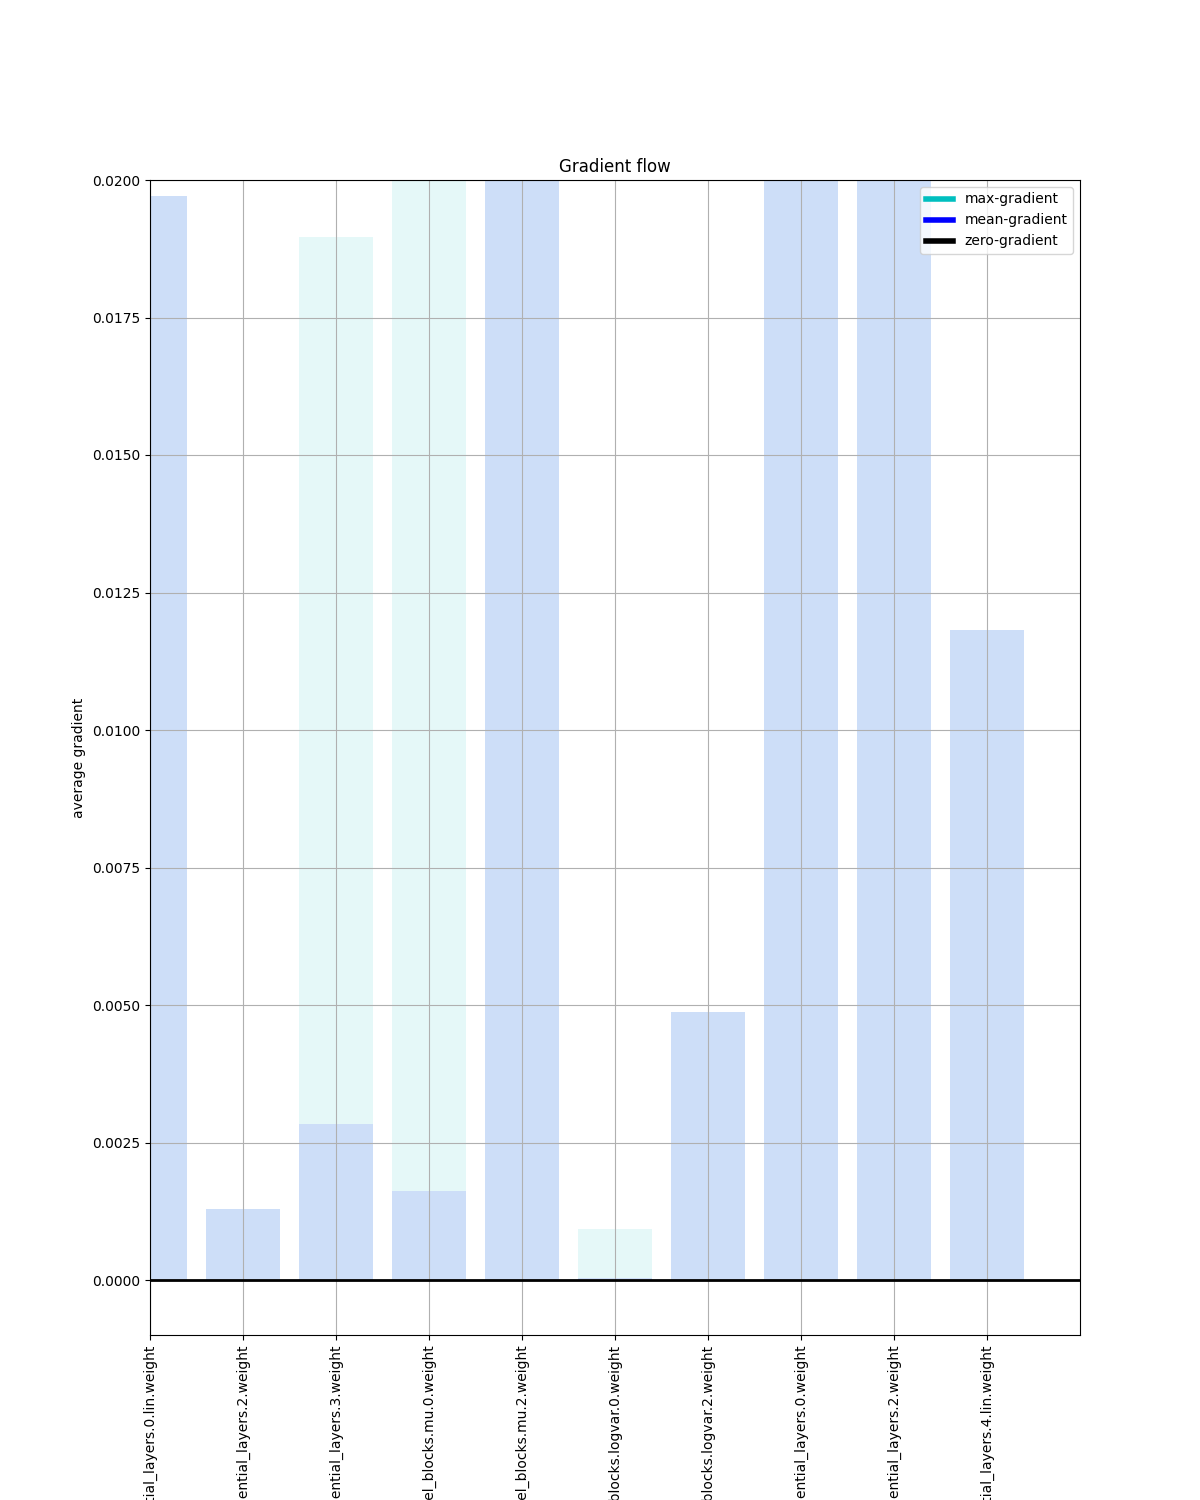 Gradient flow
max-gradient
mean-gradient
zero-gradient
0.0200
0.0175
0.0150
0.0125
0.0100
0.0075
0.0050
0.0025
0.0000
average gradient
tial_layers.0.lin.weight
ential_layers.2.weight
ential_layers.3.weight
el_blocks.mu.0.weight
el_blocks.mu.2.weight
blocks.logvar.0.weight
blocks.logvar.2.weight
ential_layers.0.weight
ential_layers.2.weight
tial_layers.4.lin.weight